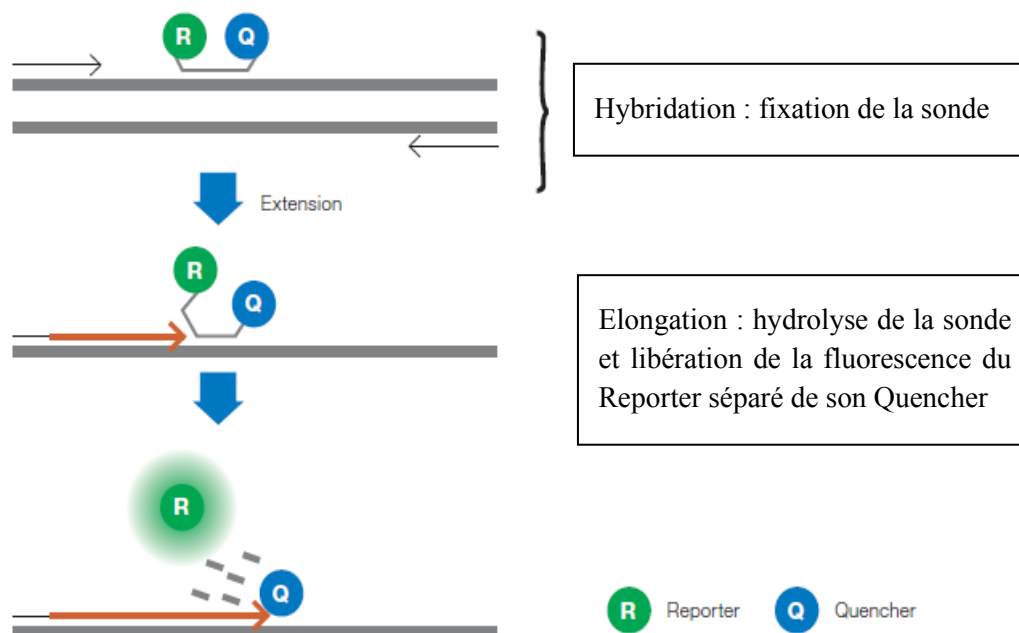 R Q
Hybridation : fixation de la sonde
Extension
R
Q
Elongation : hydrolyse de la sonde
et libération de la fluorescence du
Reporter séparé de son Quencher
R
Q
R Reporter Q Quencher